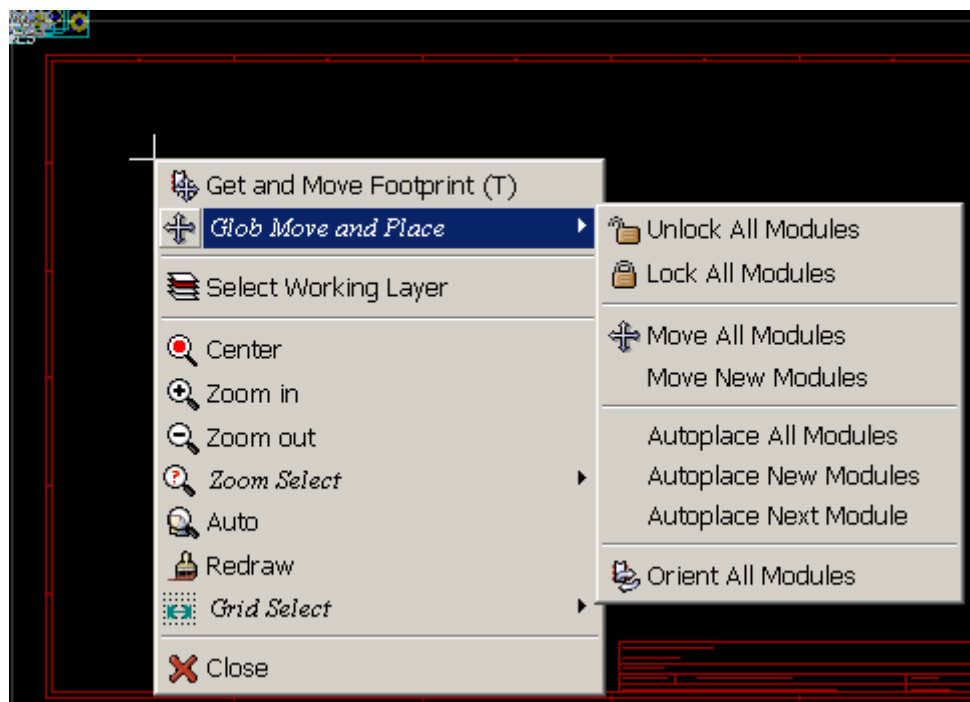 Get and Move Footprint (T)
Glob Move and Place
Select Working Layer
Center
Zoom in
Zoom out
Zoom Select
Auto
Redraw
Grid Select
Close
Unlock All Modules
Lock All Modules
Move All Modules
Move New Modules
Autoplace All Modules
Autoplace New Modules
Autoplace Next Module
Orient All Modules